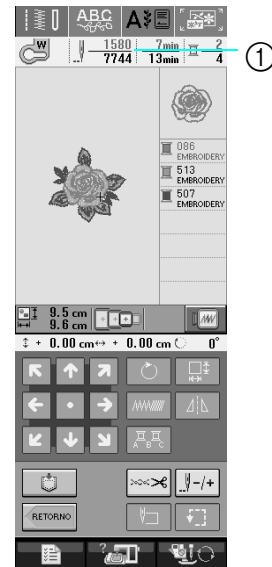 ABC A
W 1580 7min 2
7744 13min 4
1
086
EMBROIDERY
513
EMBROIDERY
507
EMBROIDERY
9.5 cm
9.6 cm
+ 0.00 cm + 0.00 cm 0°
A B C
-/+
RETORNO
?